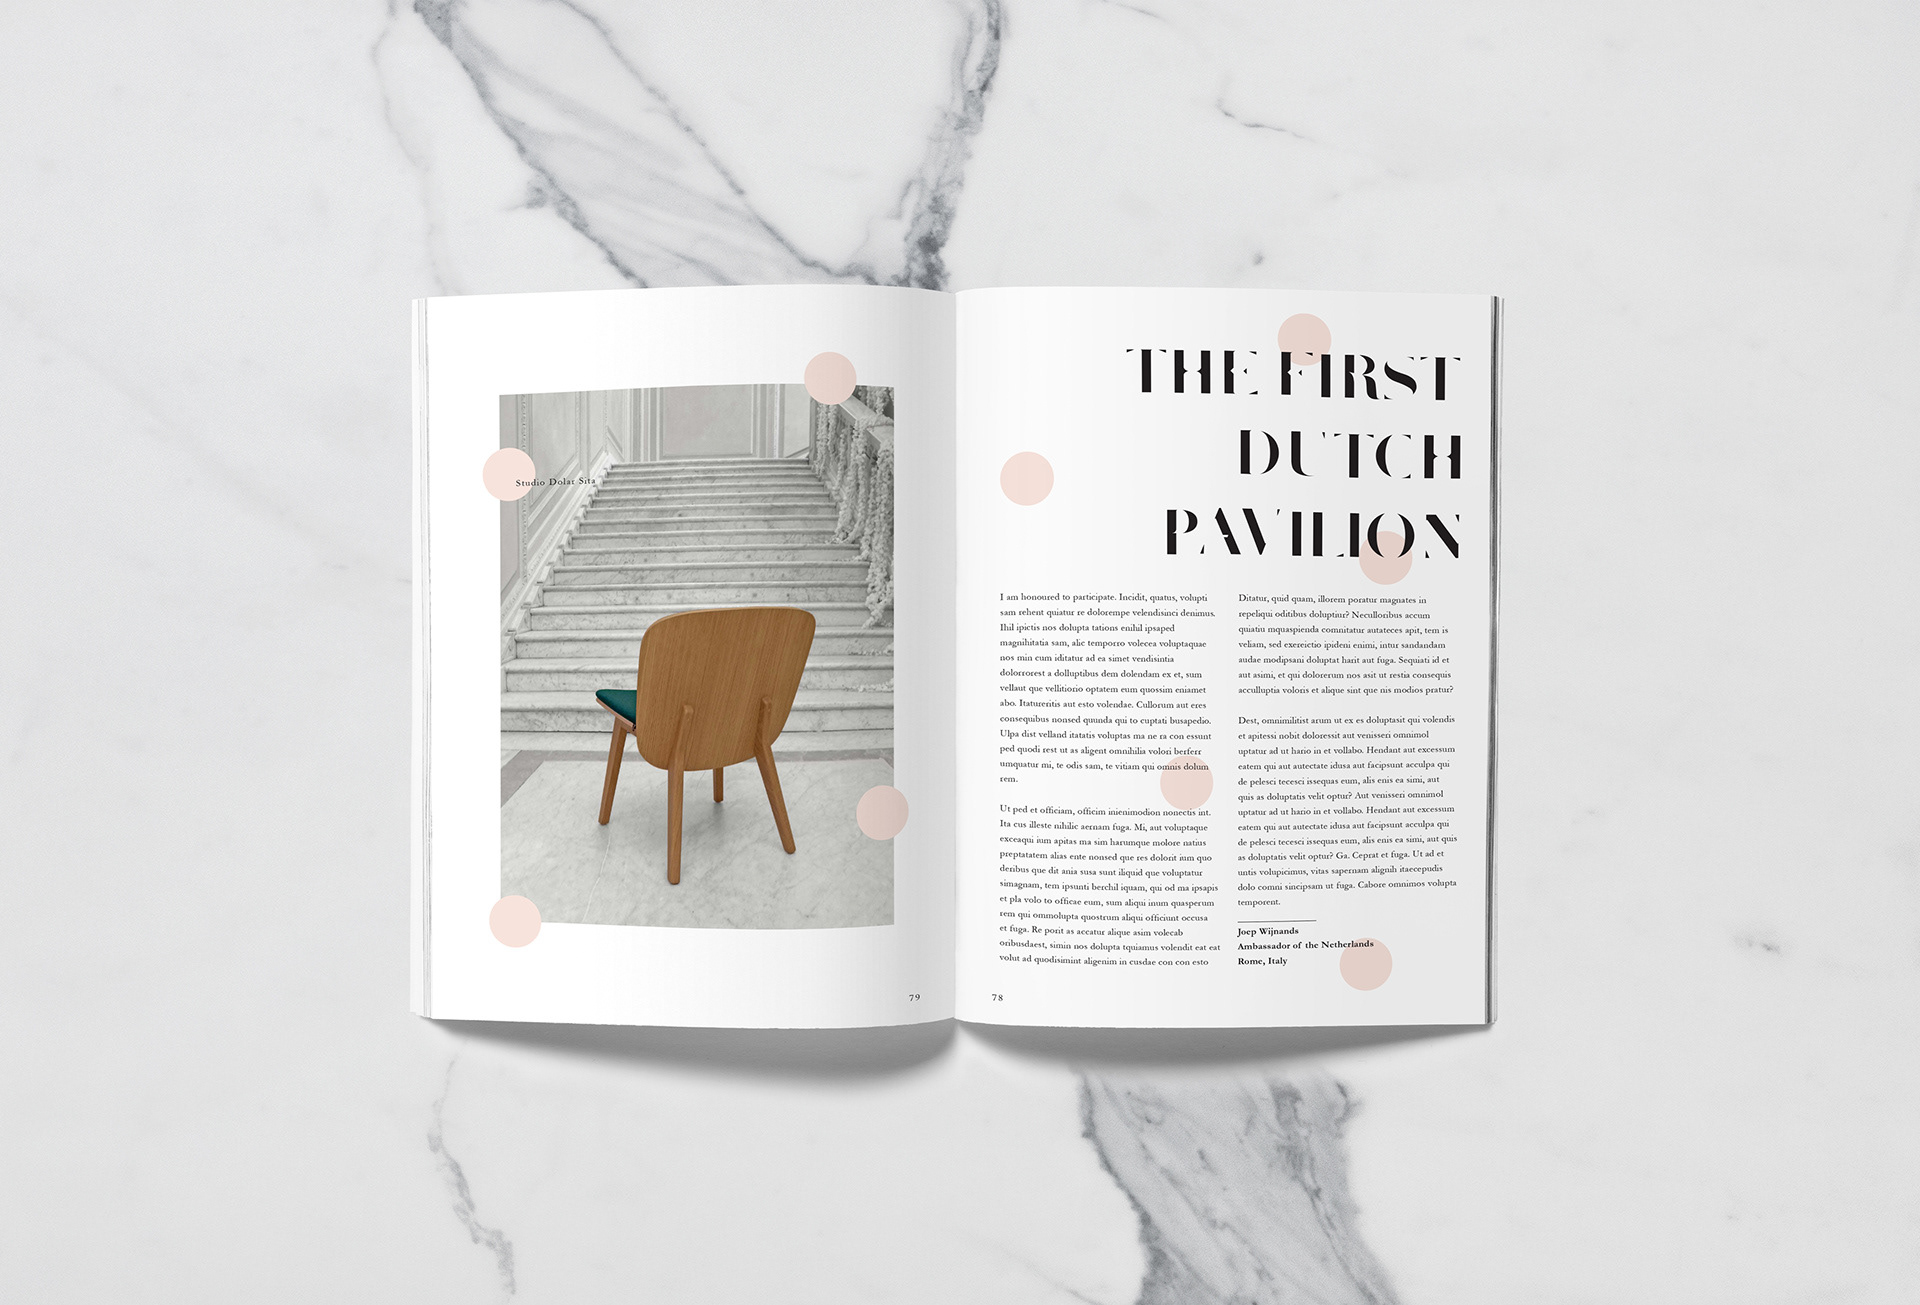 Studio Dolar Sita
79
THE FIRST
DUTCH
PAVILION
I am honoured to participate. Incidit, quatus, volupti
sam rehent quiatur re dolorempe velendisinci denimus.
Ihil ipictis nos dolupta tations enihil ipsaped
magnihitatia sam, alic temporro volecea voluptaquae
nos min cum iditatur ad ea simet vendisintia
dolorrorest a dolluptibus dem dolendam ex et, sum
vellaut que vellitiorio optatem eum quossim eniamet
abo. Itatureritis aut esto volendae. Cullorum aut eres
consequibus nonsed quunda qui to cuptati busapedio.
Ulpa dist velland itatatis voluptas ma ne ra con essunt
ped quodi rest ut as aligent omnihilia volori berferr
umquatur mi, te odis sam, te vitiam qui omnis dolum
rem.
Ut ped et officiam, officim inienimodion nonectis int.
Ita cus illeste nihilic aernam fuga. Mi, aut voluptaque
exceaqui ium apitas ma sim harumque molore natius
preptatatem alias ente nonsed que res dolorit ium quo
deribus que dit ania susa sunt iliquid que voluptatur
simagnam, tem ipsunti berchil iquam, qui od ma ipsapis
et pla volo to officae eum, sum aliqui inum quasperum
rem qui ommolupta quostrum aliqui officiunt occusa
et fuga. Re porit as accatur alique asim volecab
oribusdaest, simin nos dolupta tquiamus volendit eat eat
volut ad quodisimint aligenim in cusdae con con esto
Ditatur, quid quam, illorem poratur magnates in
repeliqui oditibus doluptiur? Neculloribus accum
quiatiu mquaspienda comnitatur autateces apit, tem is
veliam, sed exereictio ipideni enimi, intur sandandam
audae modipsani doluptat harit aut fuga. Sequiati id et
aut asimi, et qui dolorerum nos asit ut restia consequis
acculluptia voloris et alique sint que nis modios pratur?
Dest, omnimilitist arum ut ex es doluptasit qui volendis
et apitessi nobit doloressit aut venisseri omnimol
uptatur ad ut hario in et vollabo. Hendant aut excessum
eatem qui aut autectate idusa aut facipsunt acculpa qui
de pelesci tecesci issequas eum, alis enis ea simi, aut
quis as doluptatis velit optur? Aut venisseri omnimol
uptatur ad ut hario in et vollabo. Hendant aut excessum
eatem qui aut autectate idusa aut facipsunt acculpa qui
de pelesci tecesci issequas eum, alis enis ea simi, aut quis
as doluptatis velit optur? Ga. Ceprat et fuga. Ut ad et
untis volupicimus, vitas sapernam alignih itaecepudis
dolo comni sincipsam ut fuga. Cabore omnimos volupta
temporent.
Joep Wijnands
Ambassador of the Netherlands
Rome, Italy
78